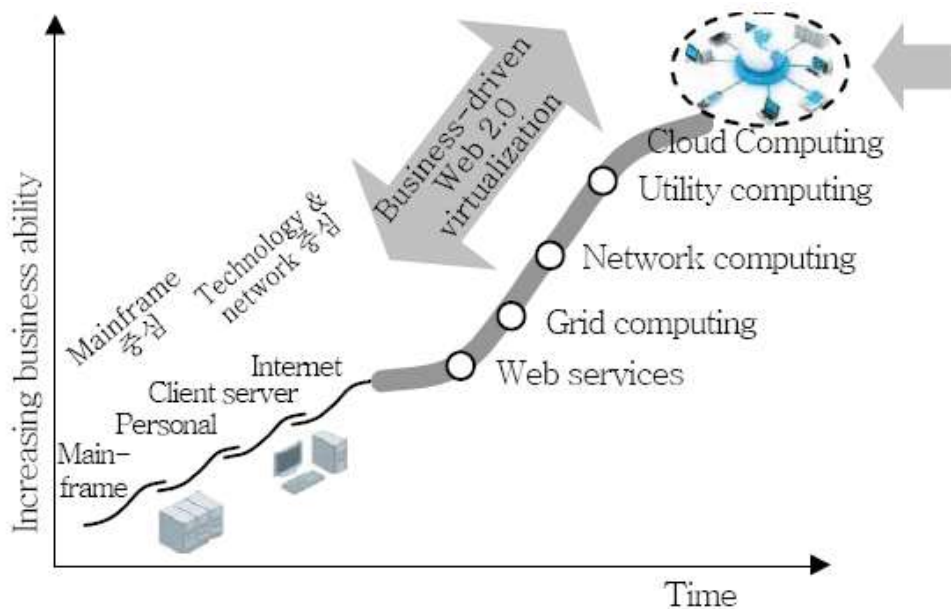 Increasing business ability
Business-driven
Web 2.0
virtualization
Cloud Computing
Utility computing
Network computing
Grid computing
Web services
Technology &
network 중심
Mainframe
중심
Internet
Client server
Personal
Main-
frame
Time